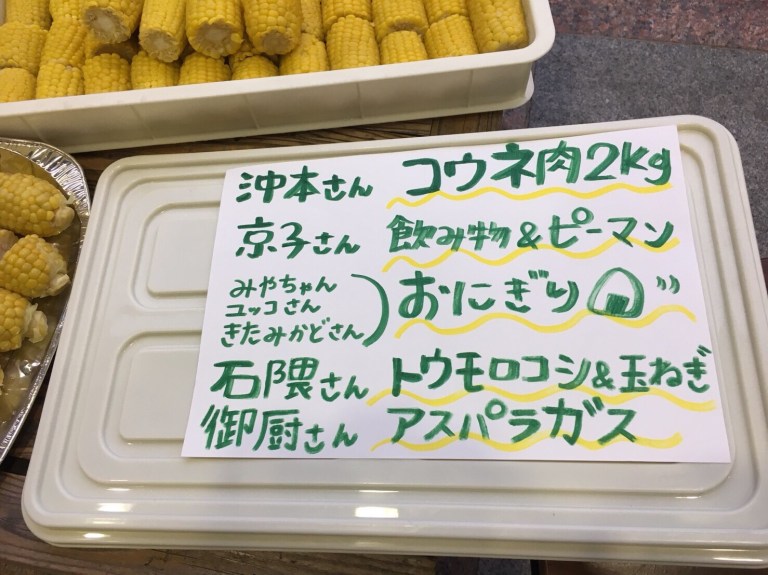 沖本さん コウネ肉2kg
京子さん 飲み物&ピーマン
みやちゃん
ユッコさん
きたみかどさん
おにぎり
石隈さん トウモロコシ&玉ねぎ
御厨さん アスパラガス